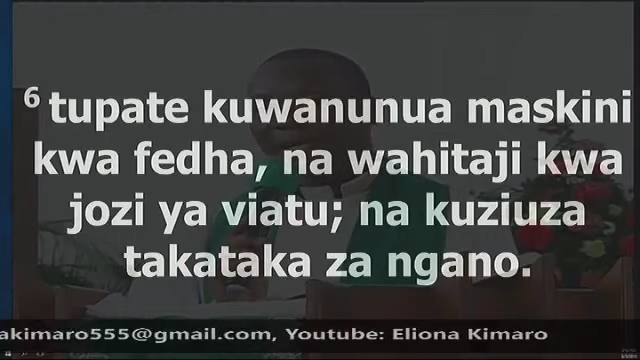 6 tupate kuwanunua maskini
kwa fedha, na wahitaji kwa
jozi ya viatu; na kuziuza
takataka za ngano.
akimaro555@gmail.com, Youtube: Eliona Kimaro